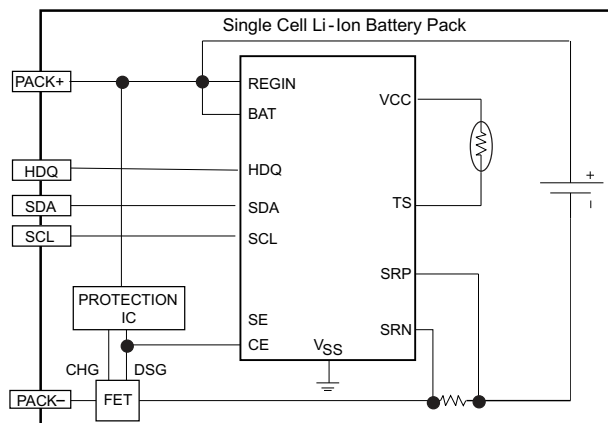 Single Cell Li-Ion Battery Pack
PACK+
REGIN
VCC
BAT
HDQ
HDQ
+
-
SDA
SDA
TS
SCL
SCL
SRP
PROTECTION
IC
SE
SRN
CE
VSS
CHG
DSG
PACK–
FET